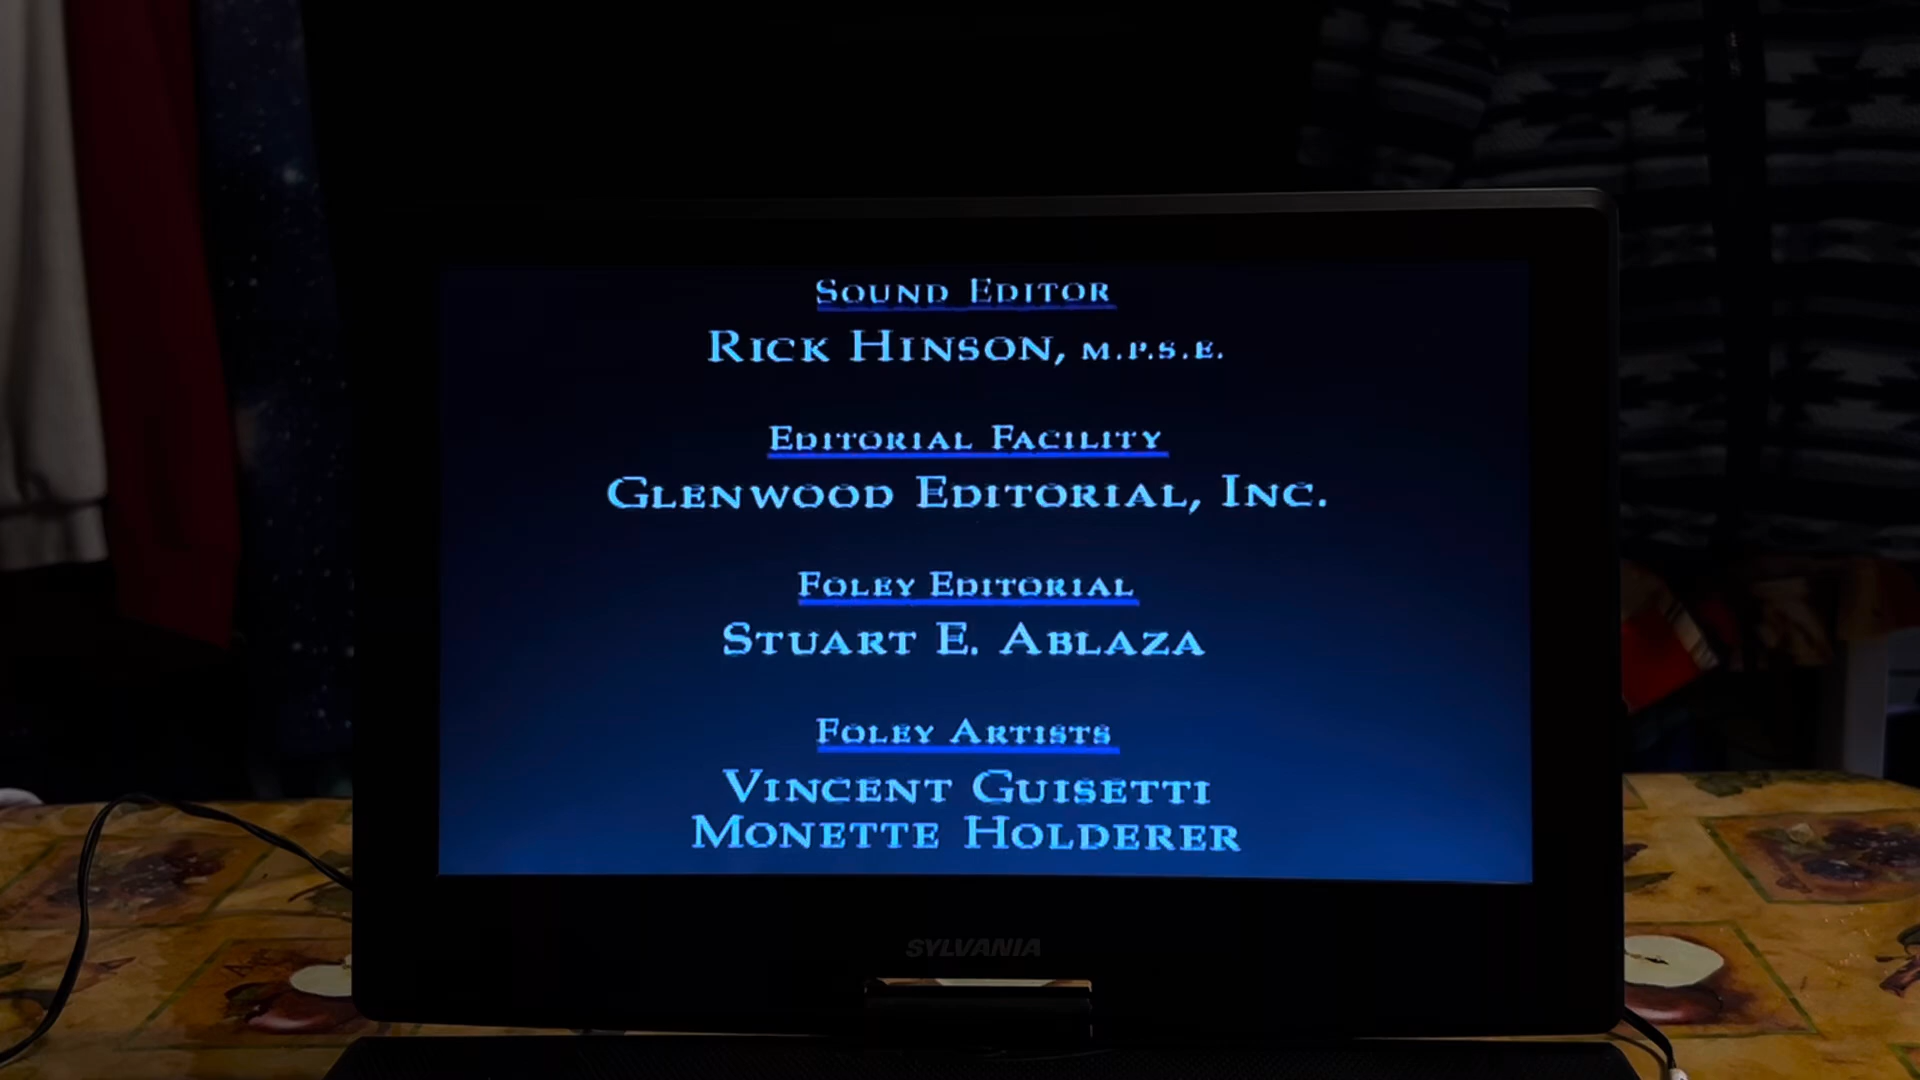 SOUND EDITOR
RICK HINSON, M.P.S.E.
EDITORIAL FACILITY
GLENWOOD EDITORIAL, INC.
FOLEY EDITORIAL
STUART E. ABLAZA
FOLEY ARTISTS
VINCENT GUISETTI
MONETTE HOLDERER
SYLVANIA